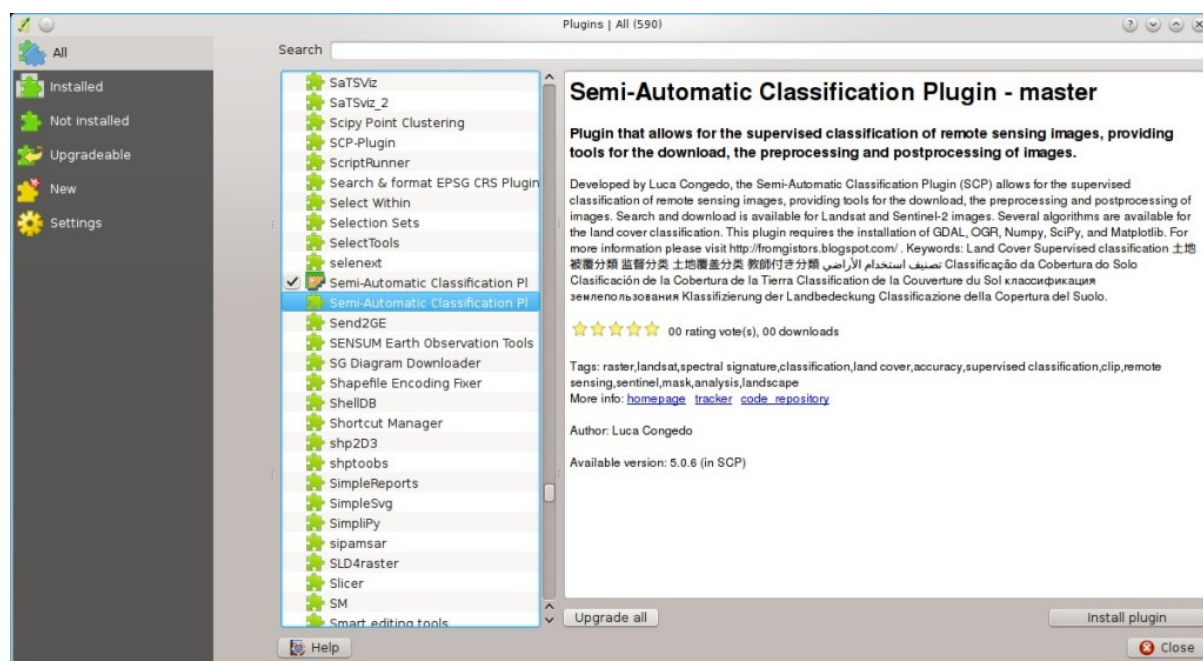 Plugins | All (590)
All
Installed
Not installed
Upgradeable
New
Settings
Search
SaTSViz
SaTSviz_2
Scipy Point Clustering
SCP-Plugin
ScriptRunner
Search & format EPSG CRS Plugin
Select Within
Selection Sets
SelectTools
selenext
Semi-Automatic Classification Pl
Semi-Automatic Classification Pl
Send2GE
SENSUM Earth Observation Tools
SG Diagram Downloader
Shapefile Encoding Fixer
ShellDB
Shortcut Manager
shp2D3
shptoobs
SimpleReports
SimpleSvg
SimpliPy
sipamsar
SLD4raster
Slicer
SM
Smart editing tools
Semi-Automatic Classification Plugin - master
Plugin that allows for the supervised classification of remote sensing images, providing
tools for the download, the preprocessing and postprocessing of images.
Developed by Luca Congedo, the Semi-Automatic Classification Plugin (SCP) allows for the supervised
classification of remote sensing images, providing tools for the download, the preprocessing and postprocessing of
images. Search and download is available for Landsat and Sentinel-2 images. Several algorithms are available for
the land cover classification. This plugin requires the installation of GDAL, OGR, Numpy, SciPy, and Matplotlib. For
more information please visit http://fromgistors.blogspot.com/ . Keywords: Land Cover Supervised classification 土地
被覆分類 監督分类 土地覆盖分类 教師付き分類 تصنيف استخدام الأراضي Classificação da Cobertura do Solo
Clasificación de la Cobertura de la Tierra Classification de la Couverture du Sol классификация
землепользования Klassifizierung der Landbedeckung Classificazione della Copertura del Suolo.
00 rating vote(s), 00 downloads
Tags: raster,landsat,spectral signature,classification,land cover,accuracy,supervised classification,clip,remote
sensing,sentinel,mask,analysis,landscape
More info: homepage tracker code_repository
Author: Luca Congedo
Available version: 5.0.6 (in SCP)
Upgrade all
Install plugin
Help
Close